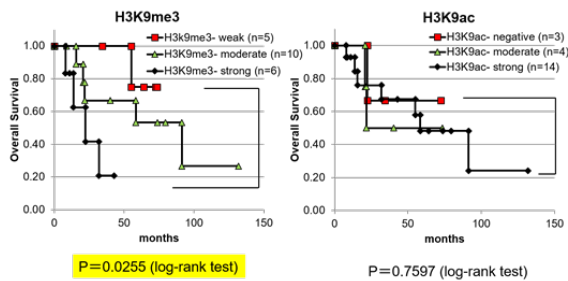 H3K9me3
H3k9me3- weak (n=5)
H3K9me3- moderate (n=10)
H3K9me3- strong (n=6)
1.00
0.80
0.60
0.40
0.20
0.00
Overall Survival
0 50 100 150
months
P=0.0255 (log-rank test)
H3K9ac
H3K9ac- negative (n=3)
H3K9ac- moderate (n=4)
H3K9ac- strong (n=14)
1.00
0.80
0.60
0.40
0.20
0.00
Overall Survival
0 50 100 150
months
P=0.7597 (log-rank test)